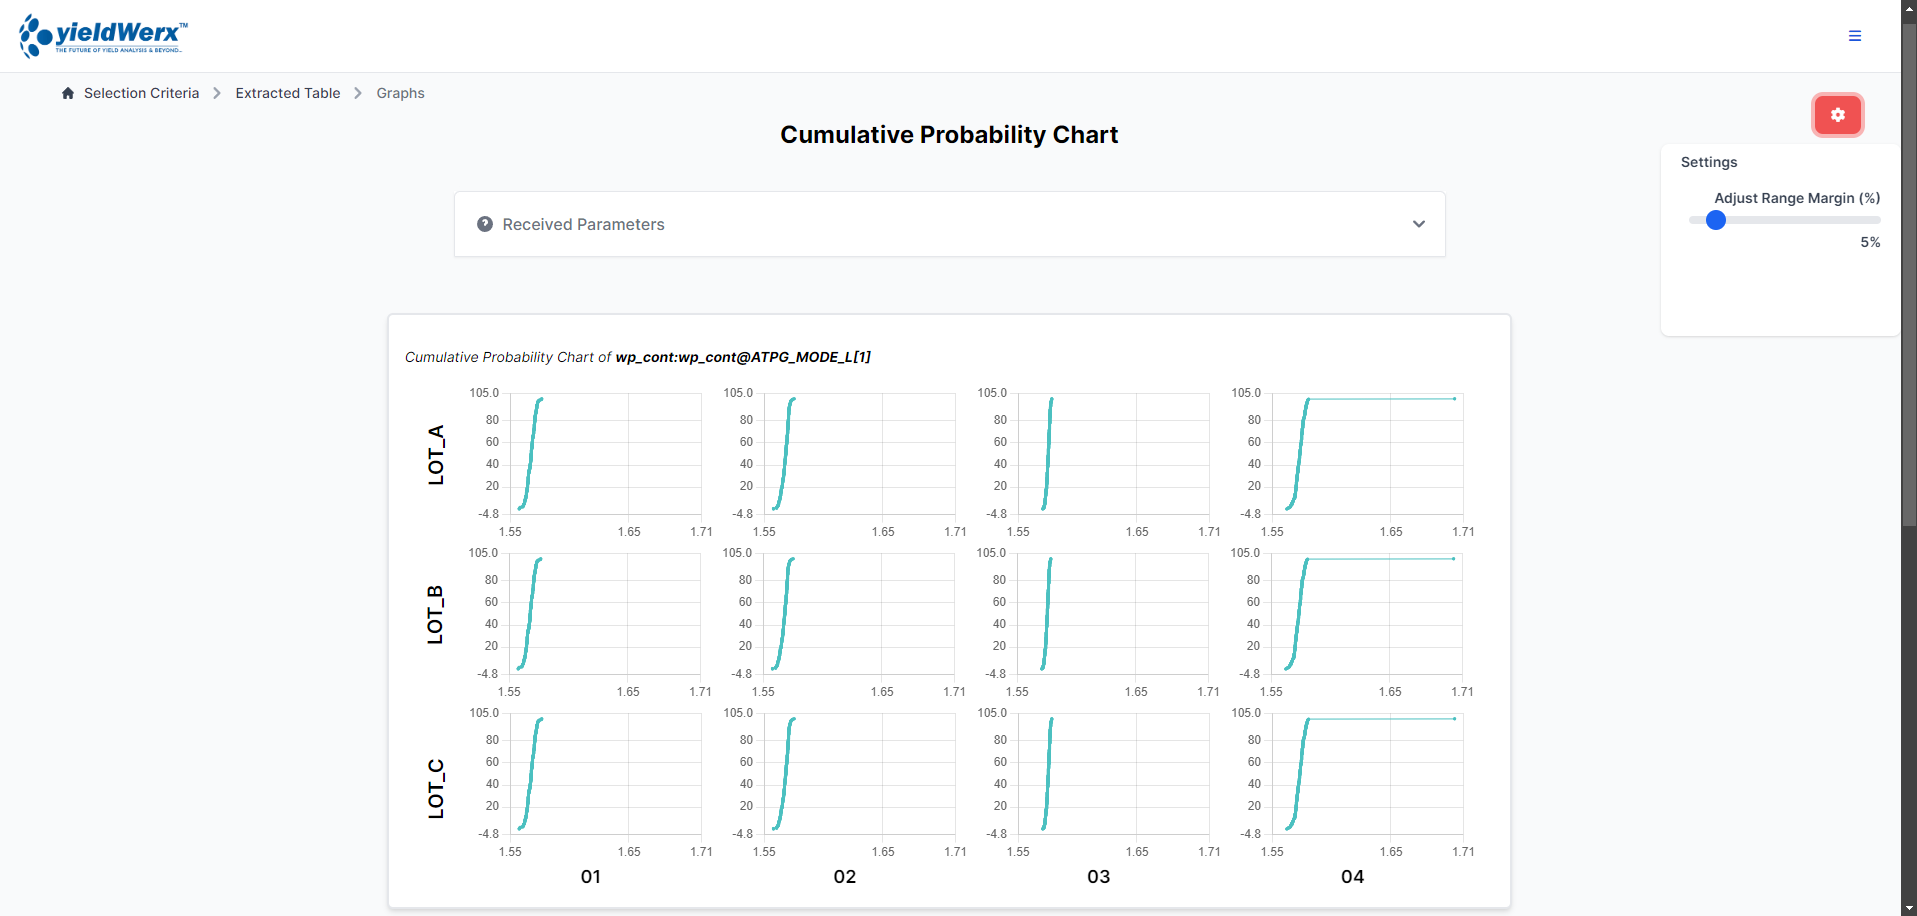 yieldWerx™
THE FUTURE OF YIELD ANALYSIS & BEYOND..
Selection Criteria > Extracted Table > Graphs
Cumulative Probability Chart
Settings
Adjust Range Margin (%)
5%
Received Parameters
Cumulative Probability Chart of wp_cont:wp_cont@ATPG_MODE_L[1]
LOT_A
105.0 105.0 105.0 105.0
80 80 80 80
60 60 60 60
40 40 40 40
20 20 20 20
-4.8 -4.8 -4.8 -4.8
1.55 1.65 1.71 1.55 1.65 1.71 1.55 1.65 1.71 1.55 1.65 1.71
LOT_B
105.0 105.0 105.0 105.0
80 80 80 80
60 60 60 60
40 40 40 40
20 20 20 20
-4.8 -4.8 -4.8 -4.8
1.55 1.65 1.71 1.55 1.65 1.71 1.55 1.65 1.71 1.55 1.65 1.71
LOT_C
105.0 105.0 105.0 105.0
80 80 80 80
60 60 60 60
40 40 40 40
20 20 20 20
-4.8 -4.8 -4.8 -4.8
1.55 1.65 1.71 1.55 1.65 1.71 1.55 1.65 1.71 1.55 1.65 1.71
01 02 03 04